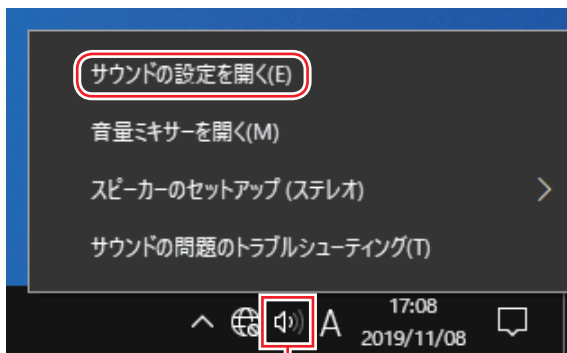 サウンドの設定を開く(E)
音量ミキサーを開く(M)
スピーカーのセットアップ (ステレオ)
サウンドの問題のトラブルシューティング(T)
A
17:08
2019/11/08